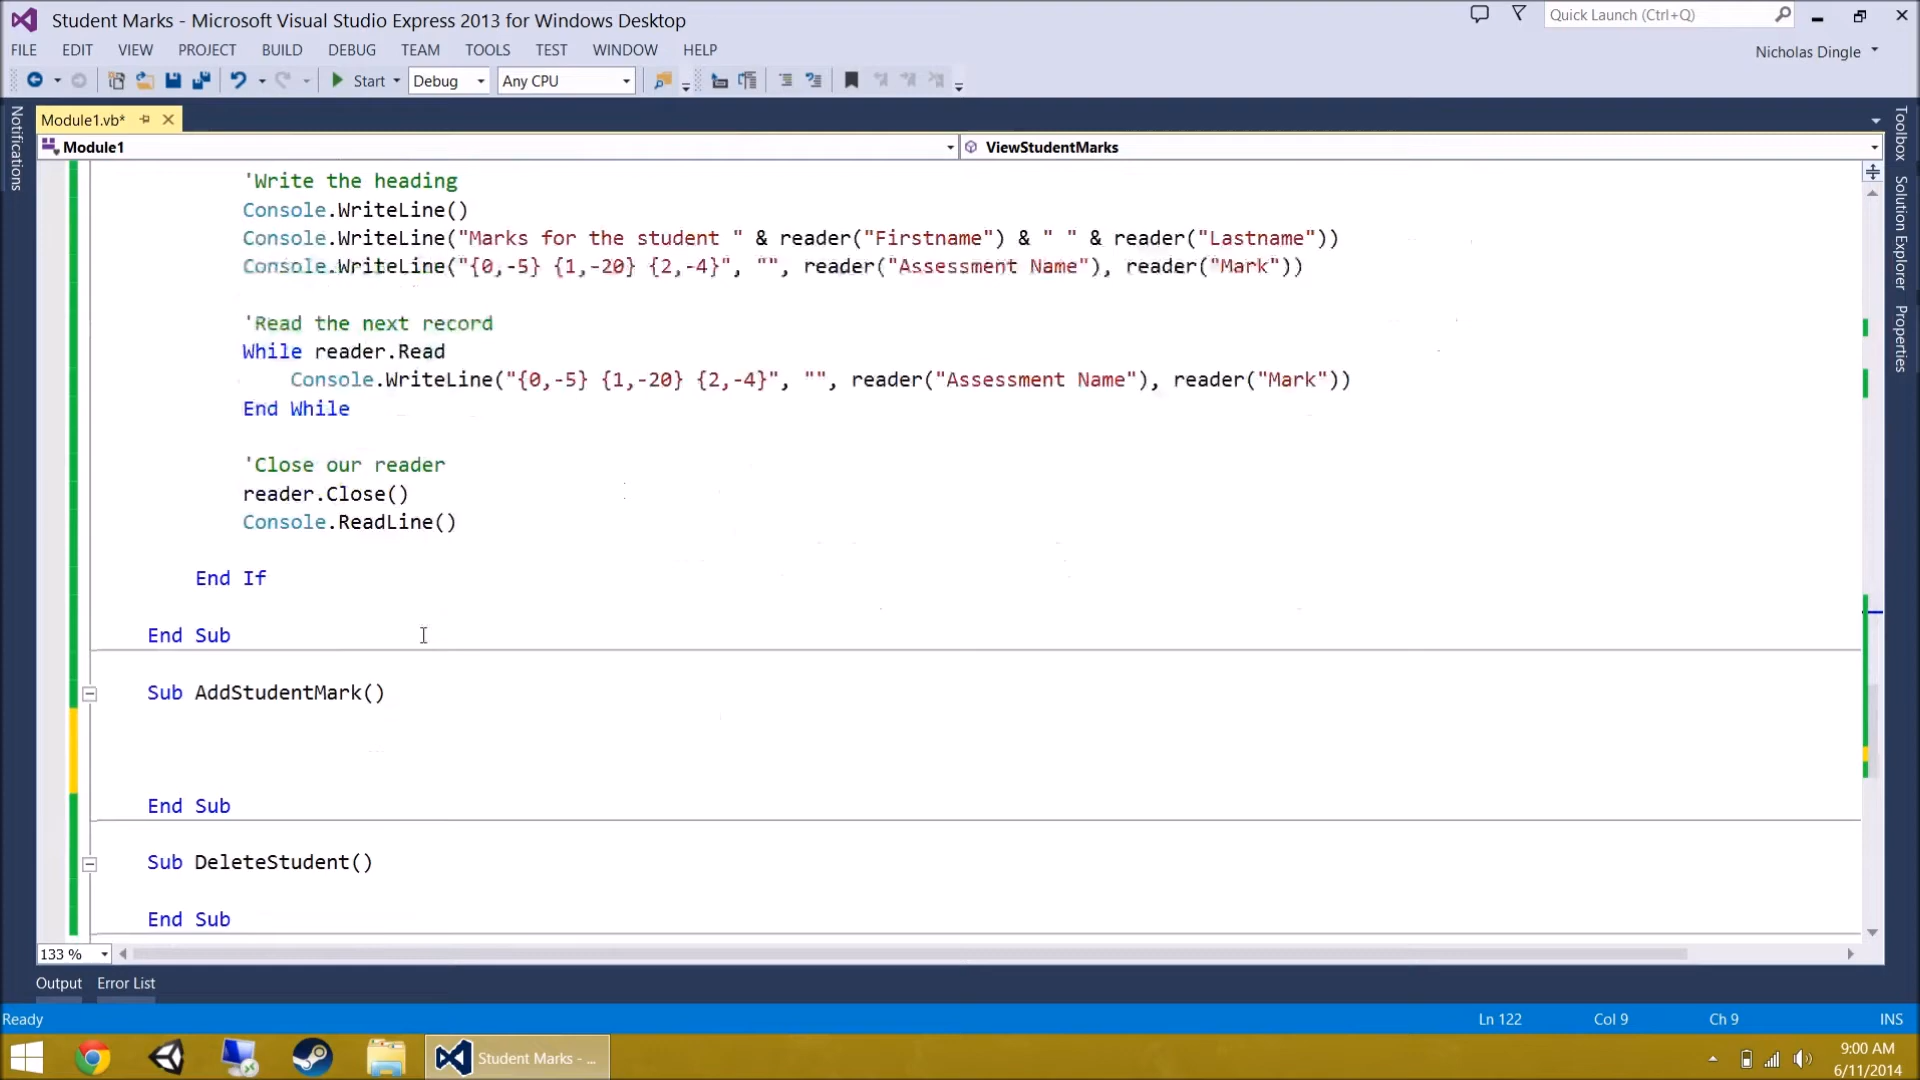 Student Marks - Microsoft Visual Studio Express 2013 for Windows Desktop
Quick Launch (Ctrl+Q)
FILE EDIT VIEW PROJECT BUILD DEBUG TEAM TOOLS TEST WINDOW HELP
Nicholas Dingle
Start Debug Any CPU
Notifications
Module1.vb*
Toolbox
Solution Explorer
Properties
Module1 ViewStudentMarks
'Write the heading
Console.WriteLine()
Console.WriteLine("Marks for the student " & reader("Firstname") & " " & reader("Lastname"))
Console.WriteLine("{0,-5} {1,-20} {2,-4}", "", reader("Assessment Name"), reader("Mark"))
'Read the next record
While reader.Read
Console.WriteLine("{0,-5} {1,-20} {2,-4}", "", reader("Assessment Name"), reader("Mark"))
End While
'Close our reader
reader.Close()
Console.ReadLine()
End If
End Sub
Sub AddStudentMark()
End Sub
Sub DeleteStudent()
End Sub
133 %
Output Error List
Ready Ln 122 Col 9 Ch 9 INS
Student Marks - ...
9:00 AM
6/11/2014